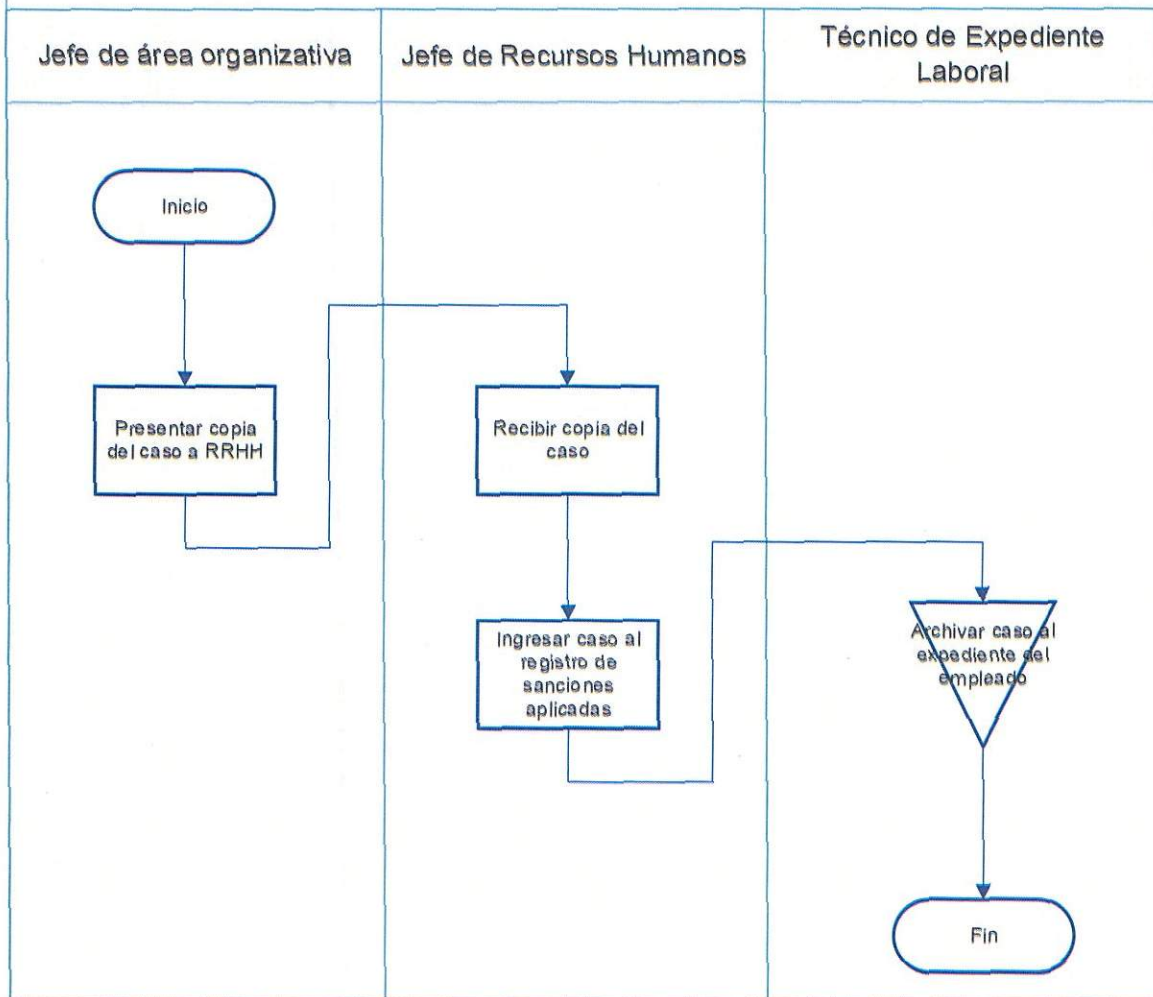 Jefe de área organizativa
Jefe de Recursos Humanos
Técnico de Expediente
Laboral
Inicio
Presentar copia
del caso a RRHH
Recibir copia del
caso
Ingresar caso al
registro de
sanciones
aplicadas
Archivar caso al
expediente del
empleado
Fin